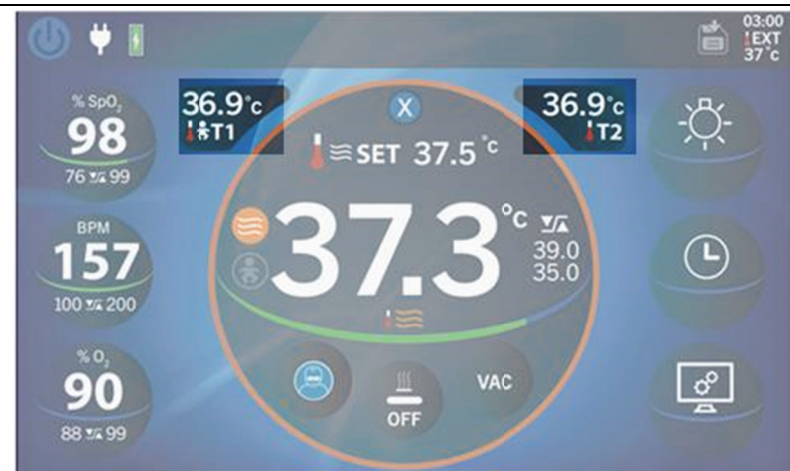 03:00
EXT
37°c
% SpO₂
98
76 99
36.9°c
T1
X
36.9°c
T2
SET 37.5°c
37.3°c
39.0
35.0
BPM
157
100 200
% O₂
90
88 99
OFF
VAC